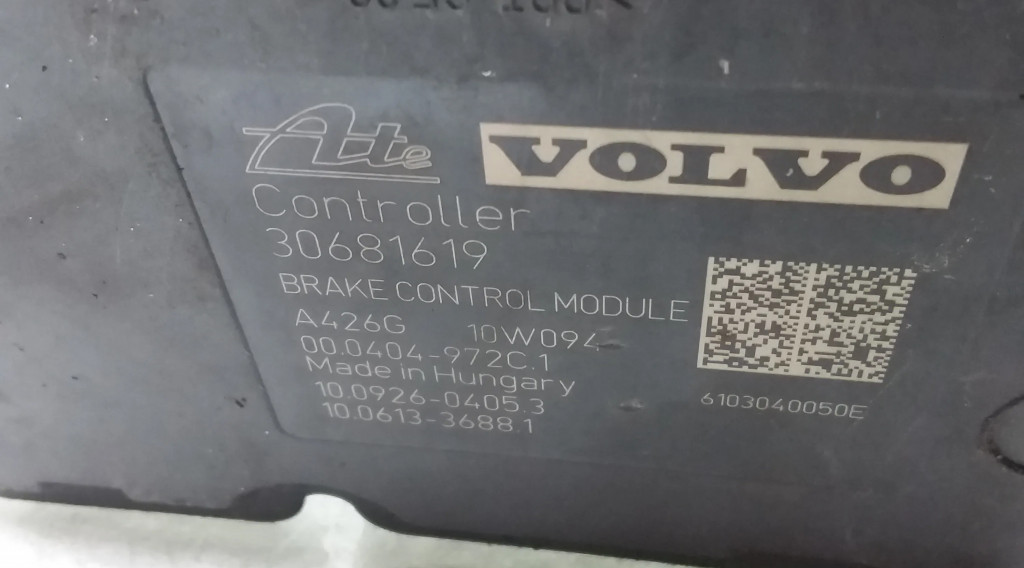 Ate VOLVO
Controller
30681619
BRAKE CONTROL MODULE
A426G 10W094
00.0404-972C.1
Made in Hungary
10.0926-0405.3
10.0613-3688.1
6103040050E